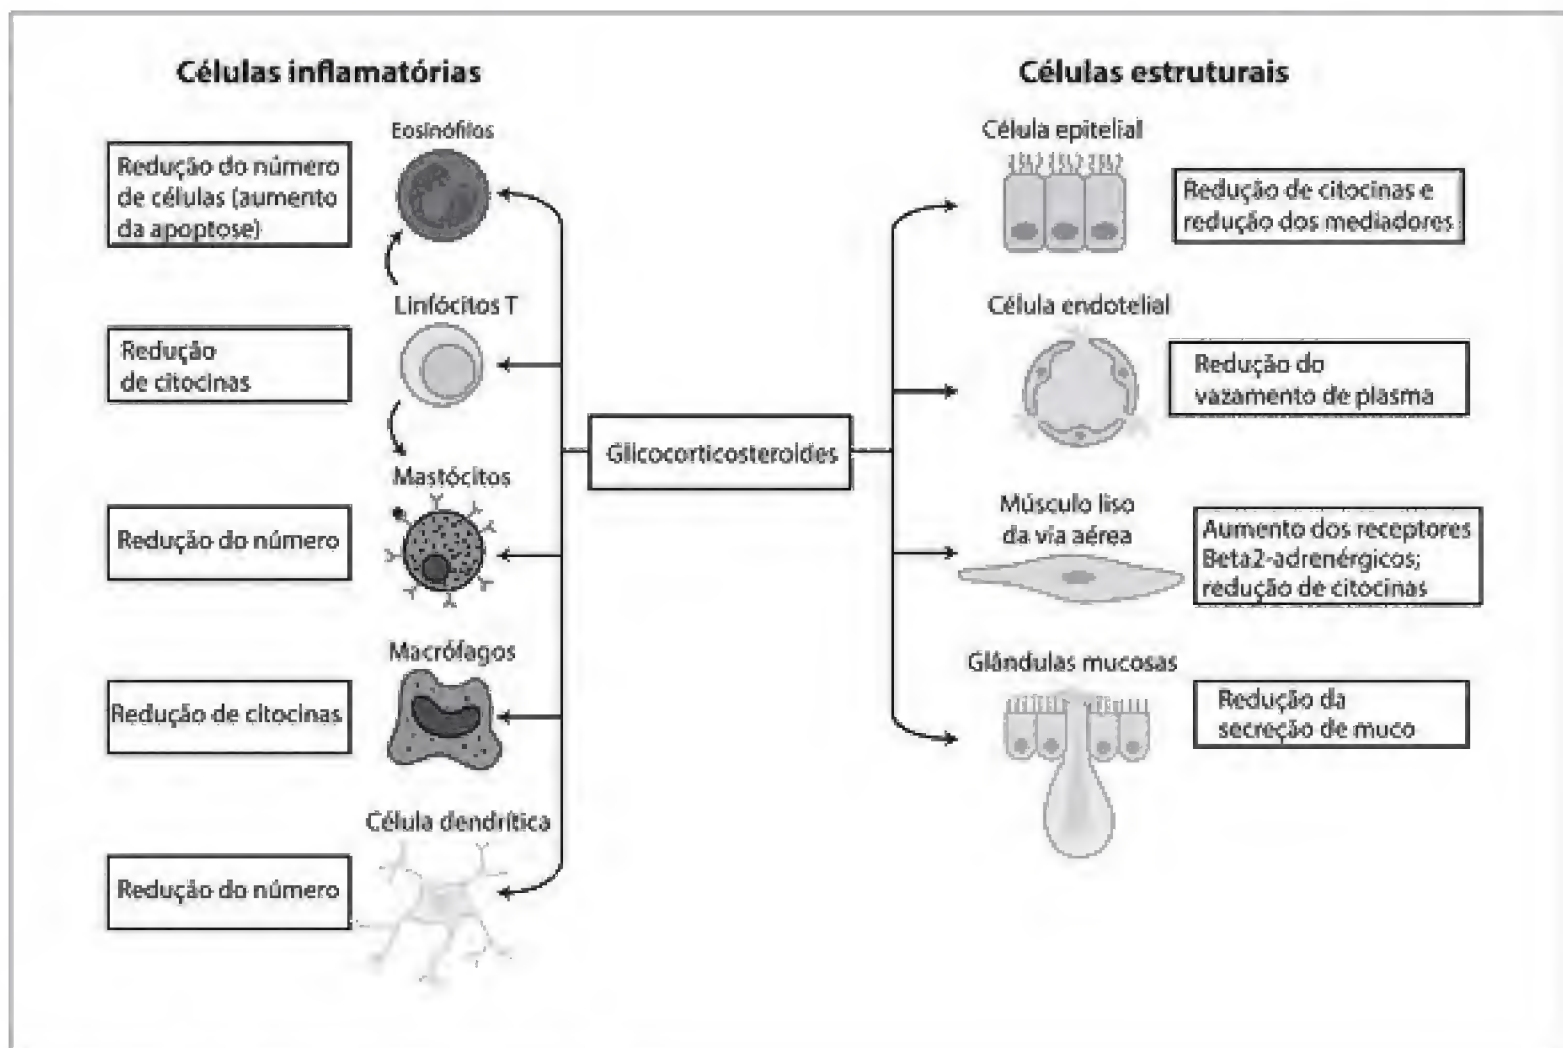 Células inflamatórias
Eosinófilos
Redução do número
de células (aumento
da apoptose)
Linfócitos T
Redução
de citocinas
Mastócitos
Redução do número
Macrófagos
Redução de citocinas
Célula dendrítica
Redução do número
Glicocorticosteroides
Células estruturais
Célula epitelial
Redução de citocinas e
redução dos mediadores
Célula endotelial
Redução do
vazamento de plasma
Músculo liso
da via aérea
Aumento dos receptores
Beta2-adrenérgicos;
redução de citocinas
Glândulas mucosas
Redução da
secreção de muco